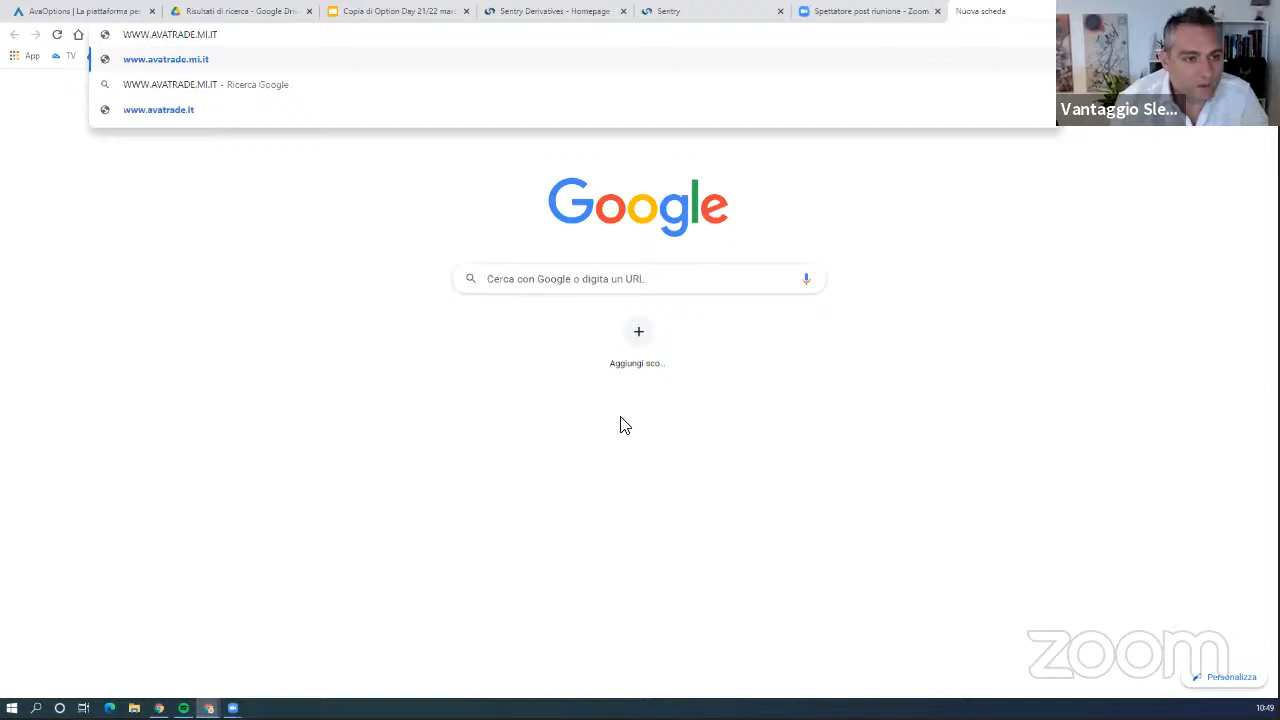 AvaOptions | La piattaforma pe
Risultati di ricerca - Google Driv
Copia di Option Day 21/22 ma
Sentry Derivatives - Homepage
Sentry
Spettatore post riunione - Zoom
Nuova scheda
WWW.AVATRADE.MI.IT
App
TV
www.avatrade.mi.it
WWW.AVATRADE.MI.IT - Ricerca Google
www.avatrade.it
Vantaggio Sle...
Google
Cerca con Google o digita un URL
Aggiungi sco...
zoom
Personalizza
10:49